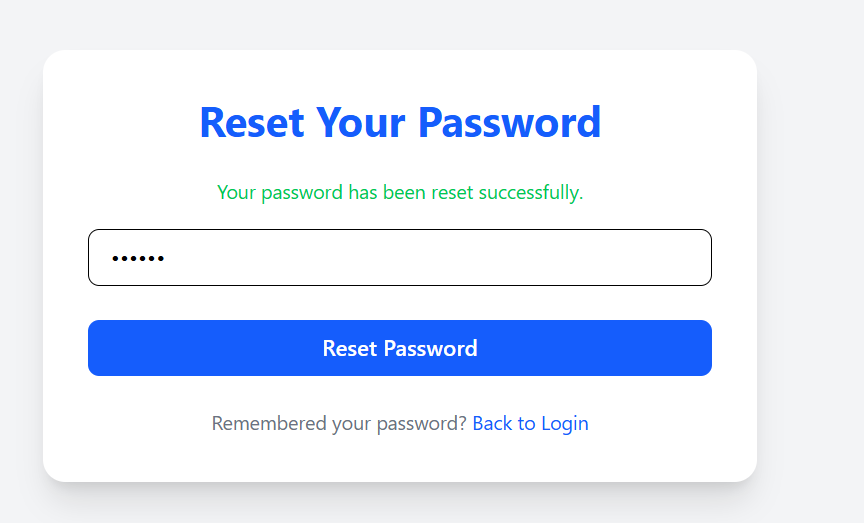 Reset Your Password
Your password has been reset successfully.
••••••
Reset Password
Remembered your password? Back to Login